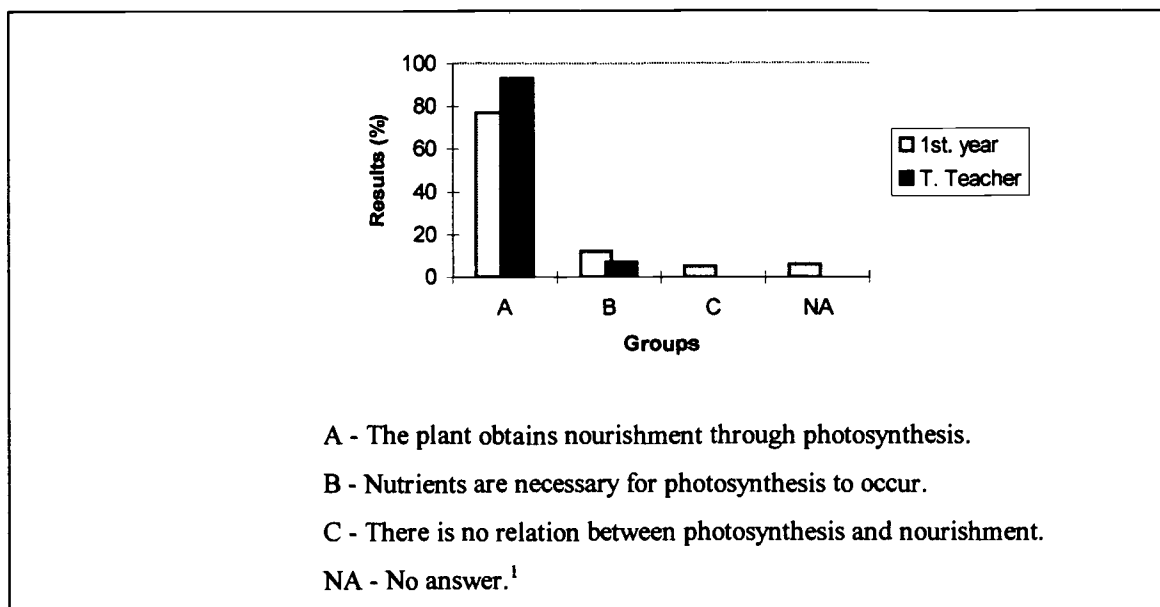 100
80
60
40
20
0
Results (%)
A B C NA
Groups
1st. year
T. Teacher
A - The plant obtains nourishment through photosynthesis.
B - Nutrients are necessary for photosynthesis to occur.
C - There is no relation between photosynthesis and nourishment.
NA - No answer.¹